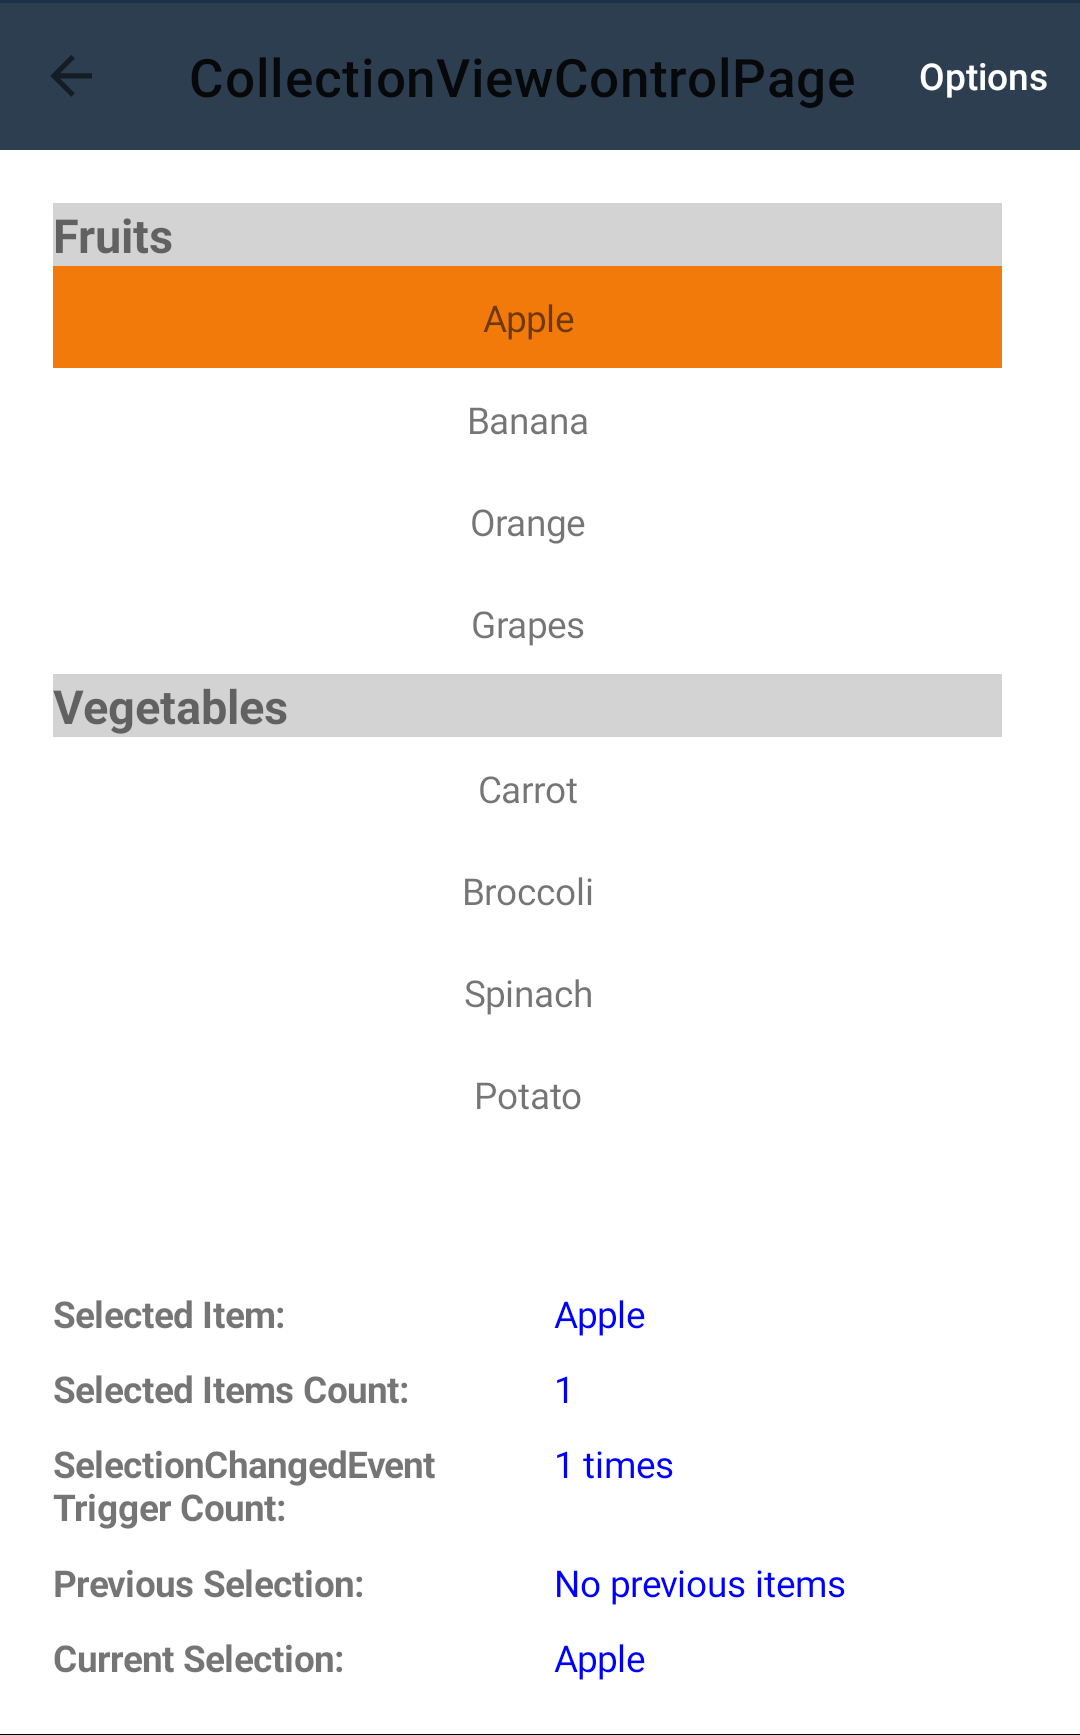 CollectionViewControlPage
Options
Fruits
Apple
Banana
Orange
Grapes
Vegetables
Carrot
Broccoli
Spinach
Potato
Selected Item: Apple
Selected Items Count: 1
SelectionChangedEvent 1 times
Trigger Count:
Previous Selection: No previous items
Current Selection: Apple